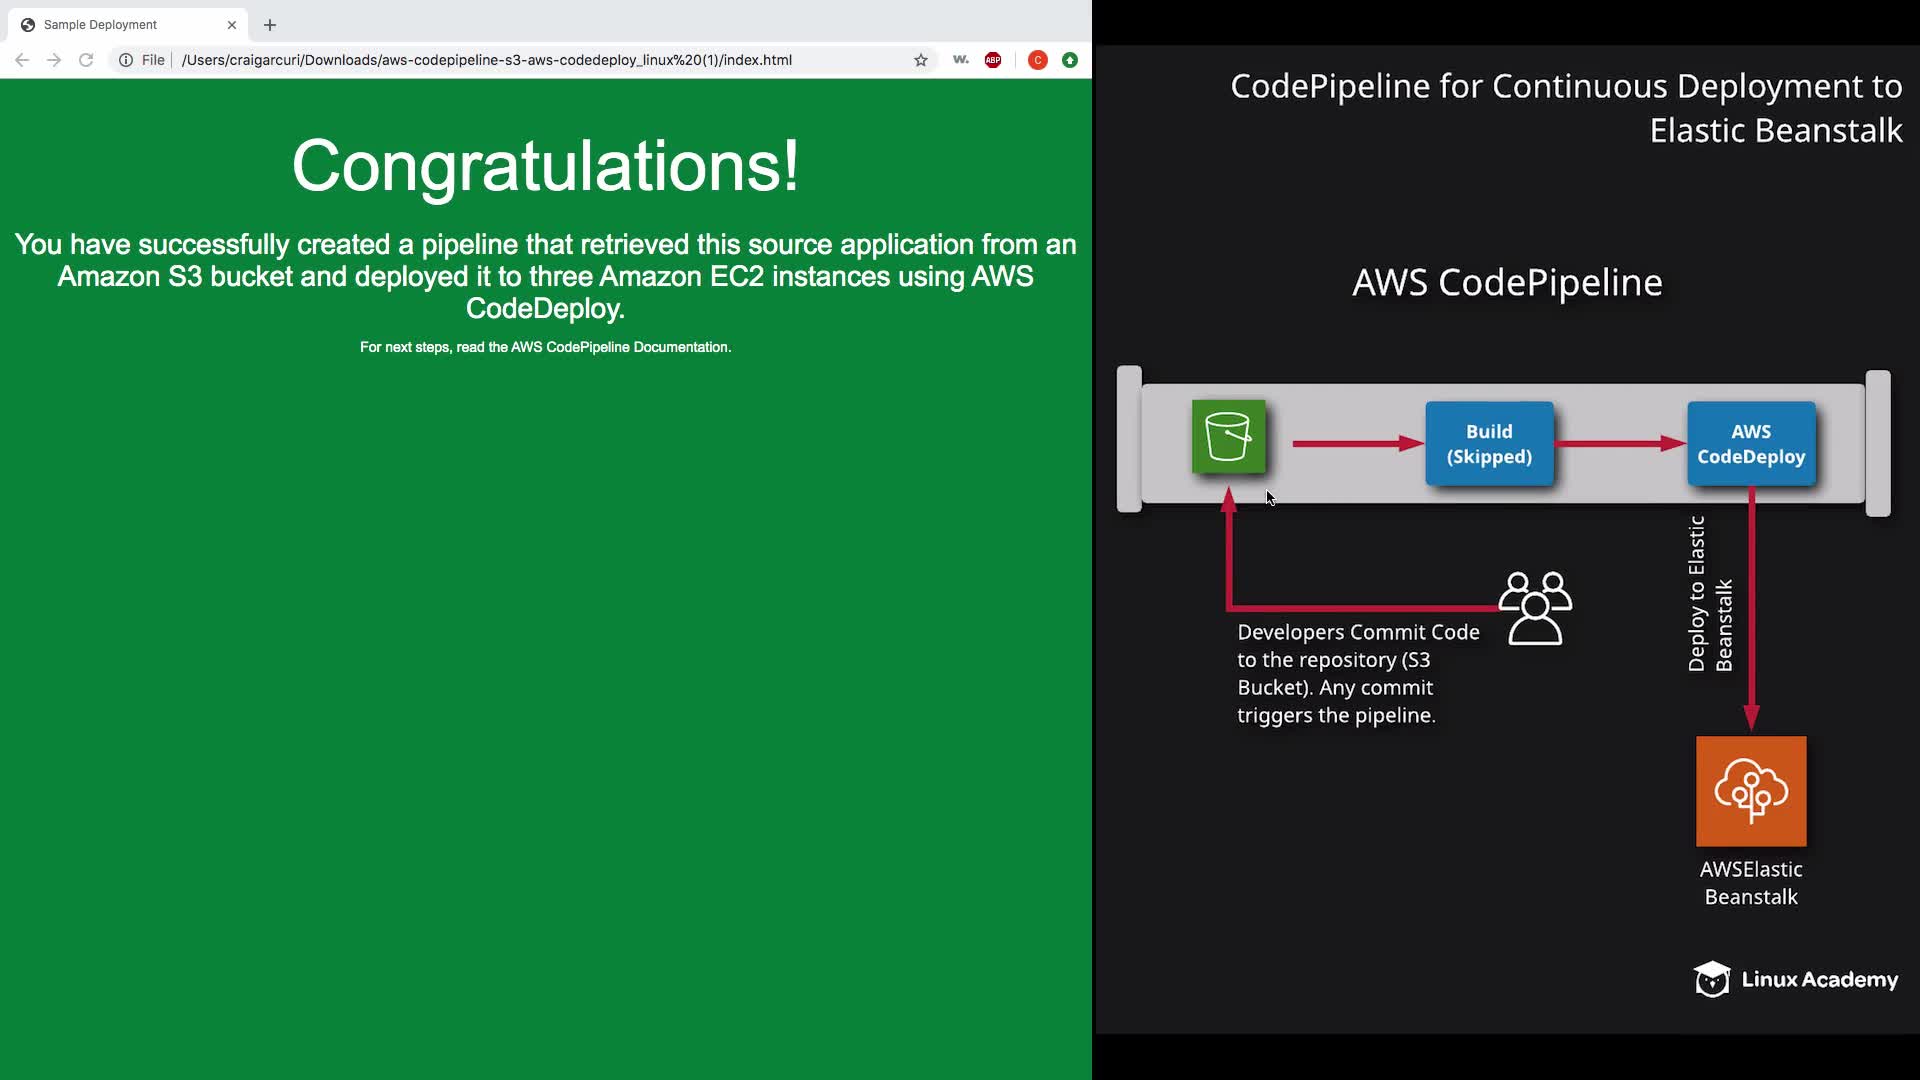 Sample Deployment
File
/Users/craigarcuri/Downloads/aws-codepipeline-s3-aws-codedeploy_linux%20(1)/index.html
W.
ABP
C
Congratulations!
You have successfully created a pipeline that retrieved this source application from an
Amazon S3 bucket and deployed it to three Amazon EC2 instances using AWS
CodeDeploy.
For next steps, read the AWS CodePipeline Documentation.
CodePipeline for Continuous Deployment to
Elastic Beanstalk
AWS CodePipeline
Build
(Skipped)
AWS
CodeDeploy
Developers Commit Code
to the repository (S3
Bucket). Any commit
triggers the pipeline.
Deploy to Elastic
Beanstalk
AWSElastic
Beanstalk
Linux Academy